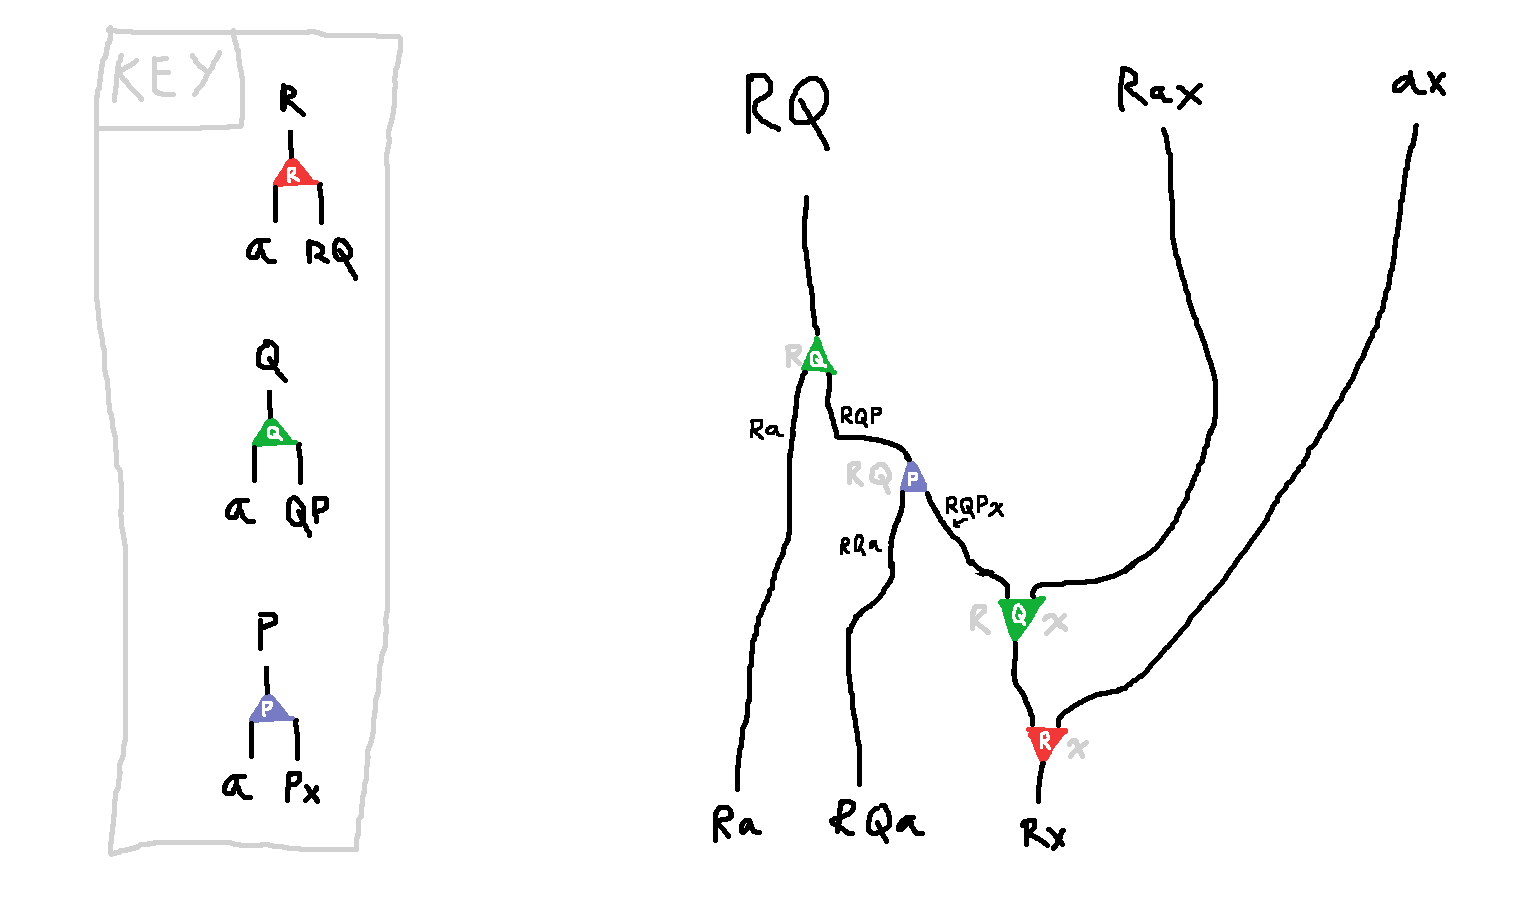 KEY
R
R
a RQ
Q
Q
a QP
P
P
a Px
RQ
Rax
ax
R Q
Ra
RQP
RQ P
RQPx
RQa
R Q x
R x
Ra
RQa
Rx